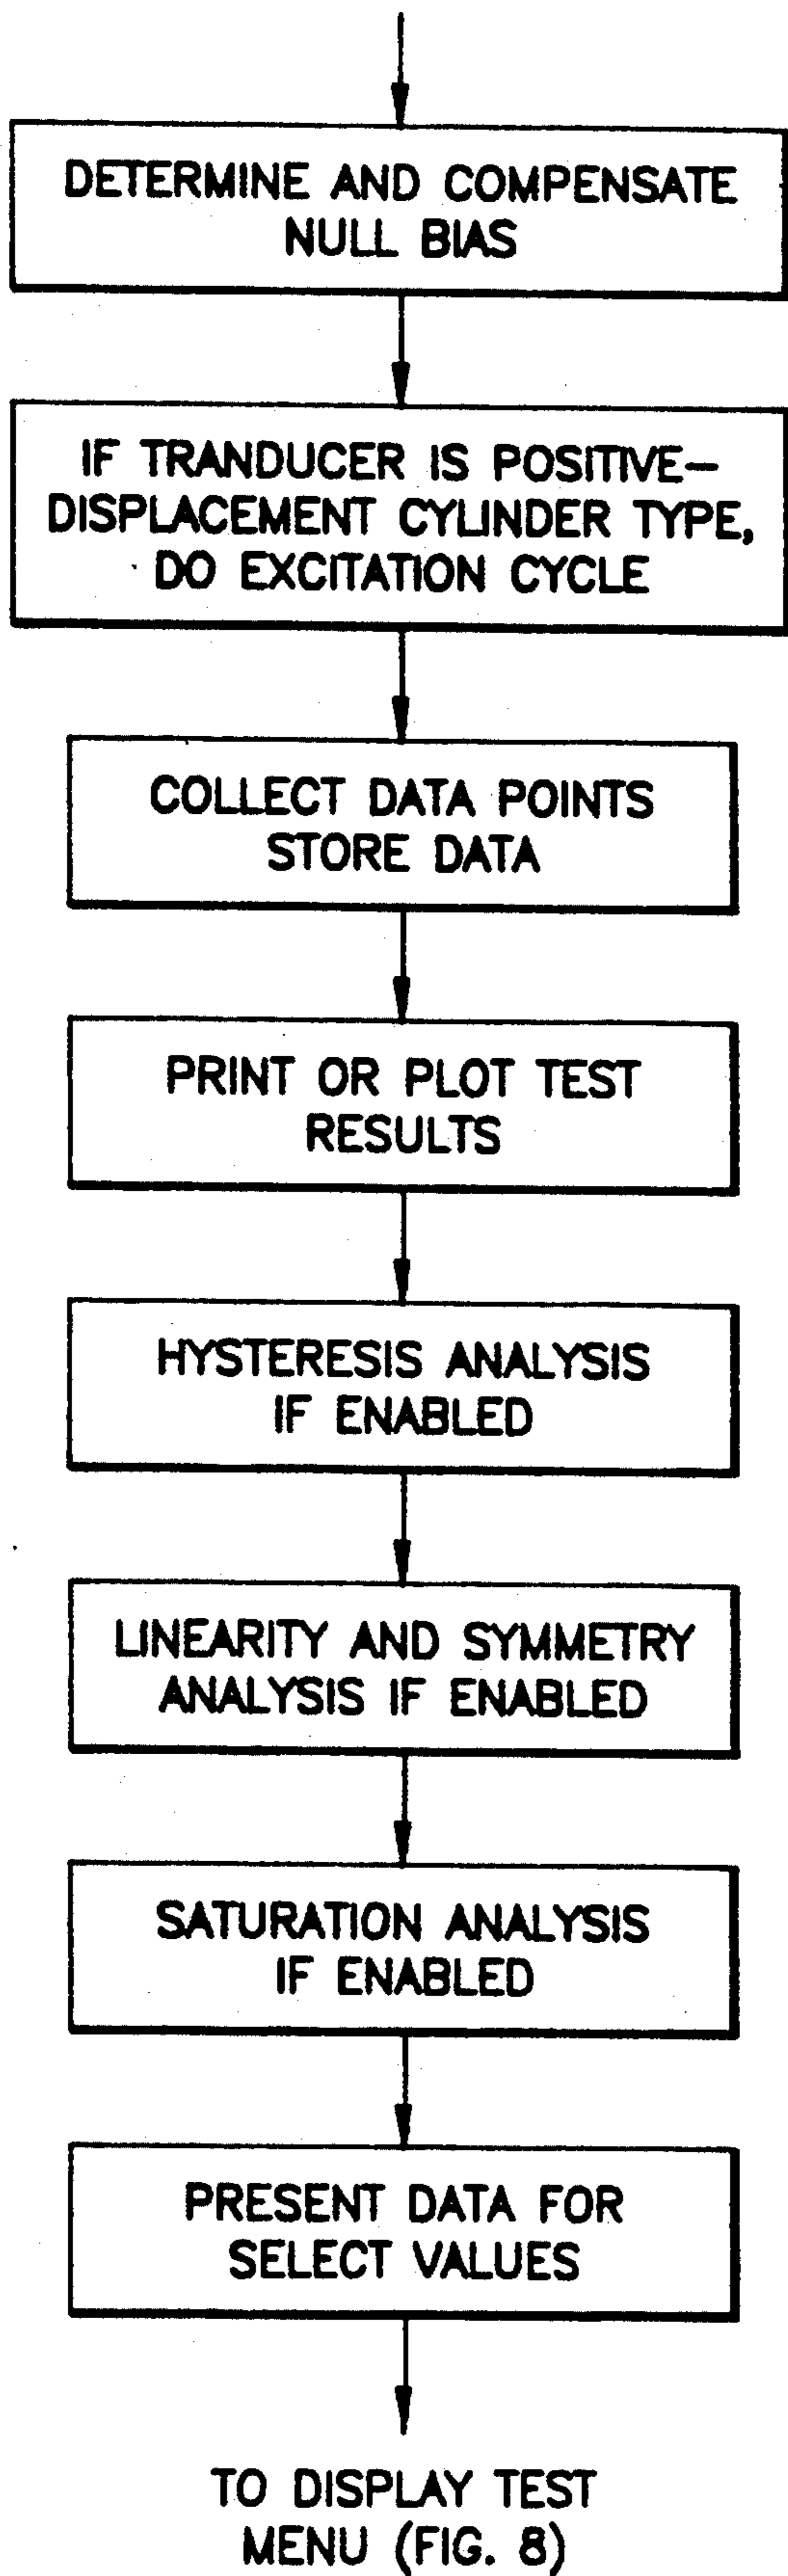 DETERMINE AND COMPENSATE
NULL BIAS
IF TRANDUCER IS POSITIVE-
DISPLACEMENT CYLINDER TYPE,
DO EXCITATION CYCLE
COLLECT DATA POINTS
STORE DATA
PRINT OR PLOT TEST
RESULTS
HYSTERESIS ANALYSIS
IF ENABLED
LINEARITY AND SYMMETRY
ANALYSIS IF ENABLED
SATURATION ANALYSIS
IF ENABLED
PRESENT DATA FOR
SELECT VALUES
TO DISPLAY TEST
MENU (FIG. 8)